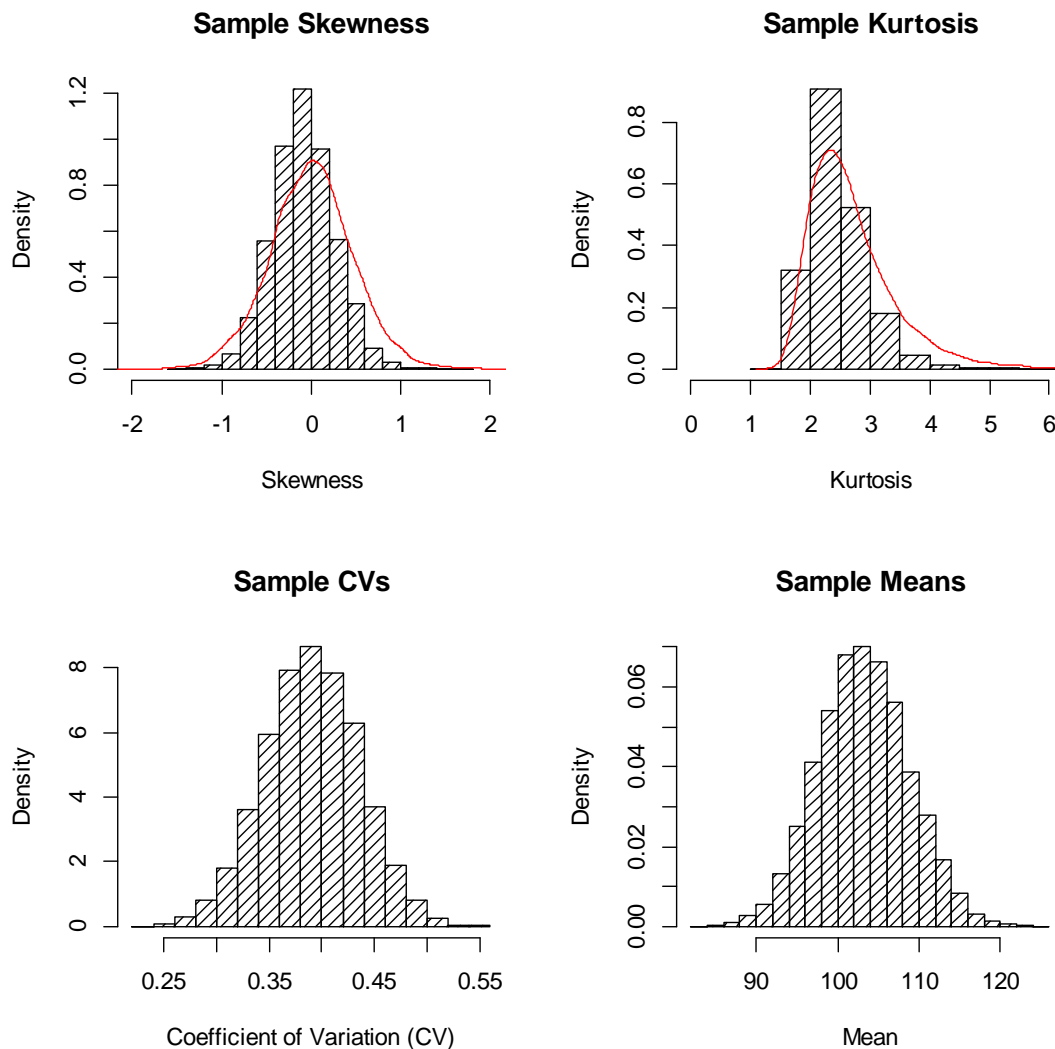 Sample Skewness
Density
0.0 0.4 0.8 1.2
-2 -1 0 1 2
Skewness
Sample Kurtosis
Density
0.0 0.2 0.4 0.6 0.8
0 1 2 3 4 5 6
Kurtosis
Sample CVs
Density
0 2 4 6 8
0.25 0.35 0.45 0.55
Coefficient of Variation (CV)
Sample Means
Density
0.00 0.02 0.04 0.06
90 100 110 120
Mean